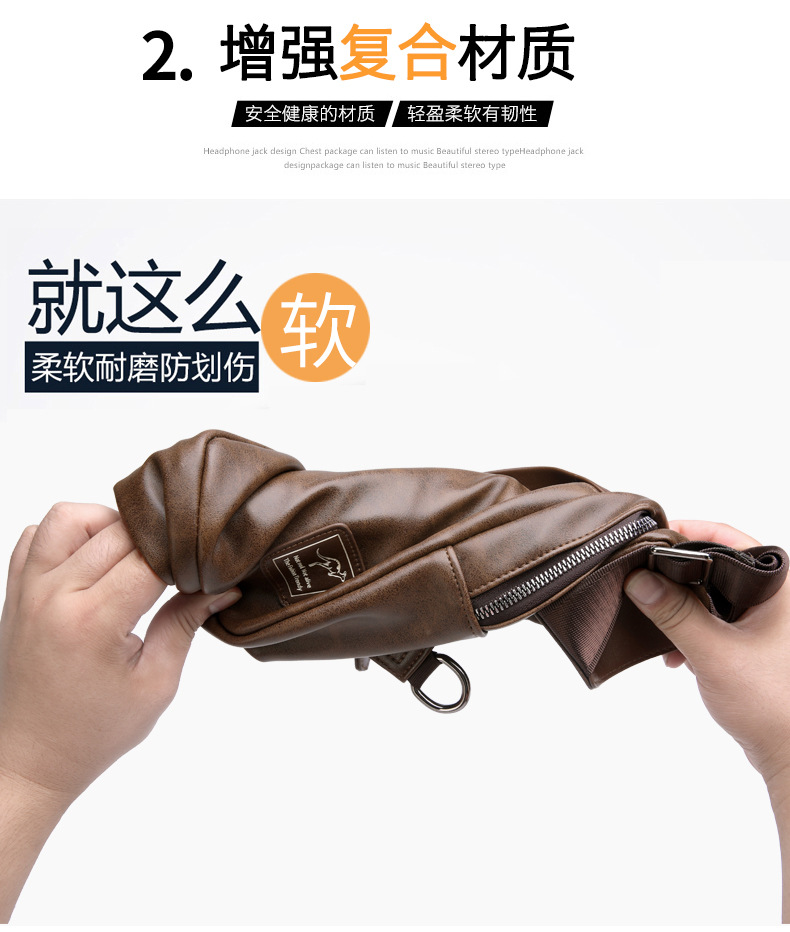 2. 增强复合材质
安全健康的材质 轻盈柔软有韧性
Headphone jack design Chest package can listen to music Beautiful stereo typeHeadphone jack
designpackage can listen to music Beautiful stereo type
就这么软
柔软耐磨防划伤